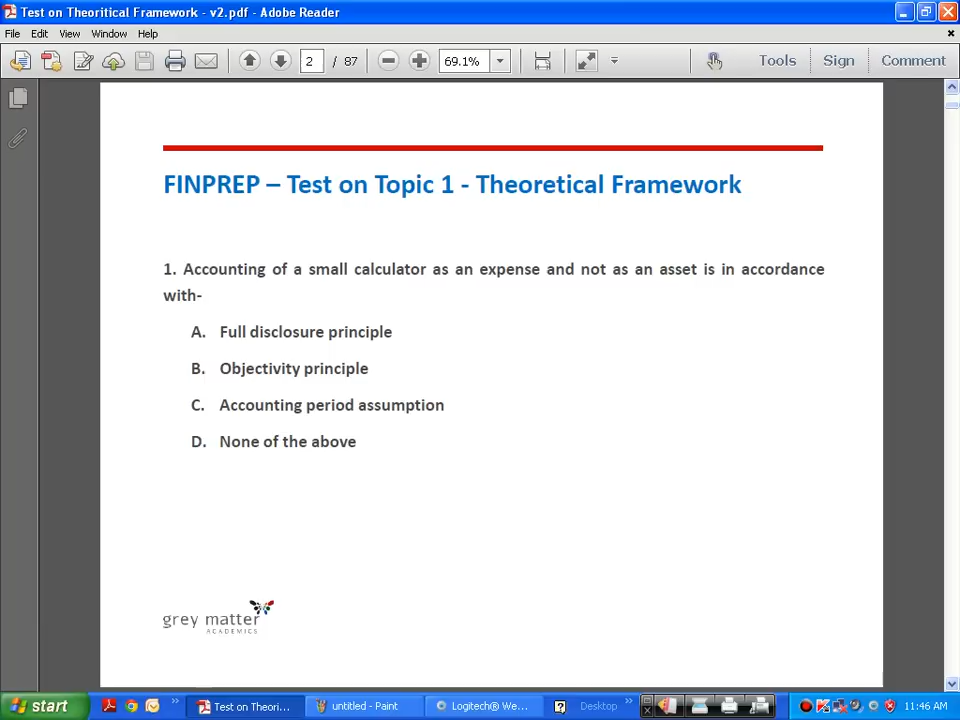 Test on Theoritical Framework - v2.pdf - Adobe Reader
File Edit View Window Help
2 / 87 69.1% Tools Sign Comment
FINPREP – Test on Topic 1 - Theoretical Framework
1. Accounting of a small calculator as an expense and not as an asset is in accordance
with-
A. Full disclosure principle
B. Objectivity principle
C. Accounting period assumption
D. None of the above
grey matter
ACADEMICS
start Test on Theori... untitled - Paint Logitech® We... Desktop 11:46 AM